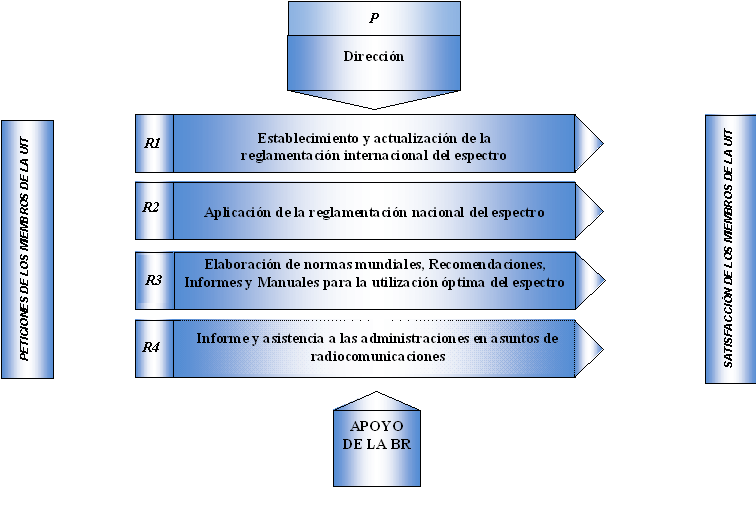 P
Dirección
PETICIONES DE LOS MIEMBROS DE LA UIT
R1
Establecimiento y actualización de la
reglamentación internacional del espectro
R2
Aplicación de la reglamentación nacional del espectro
R3
Elaboración de normas mundiales, Recomendaciones,
Informes y Manuales para la utilización óptima del espectro
R4
Informe y asistencia a las administraciones en asuntos de
radiocomunicaciones
SATISFACCIÓN DE LOS MIEMBROS DE LA UIT
APOYO
DE LA BR